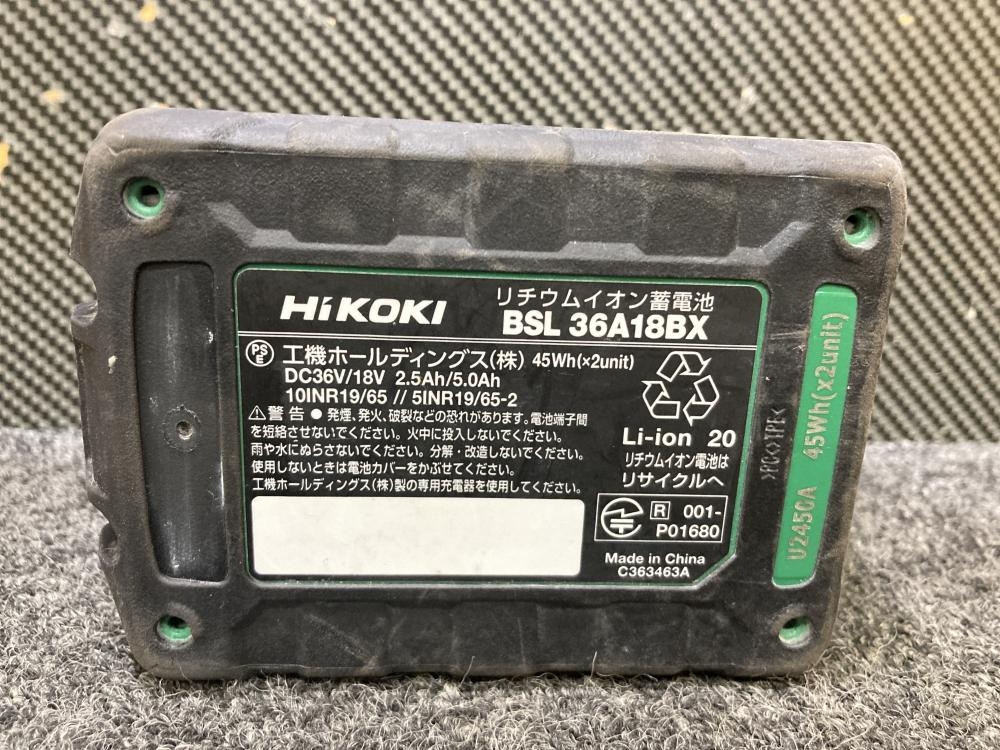 HiKOKI
リチウムイオン蓄電池
BSL 36A18BX
PSE 工機ホールディングス(株) 45Wh(×2unit)
DC36V/18V 2.5Ah/5.0Ah
10INR19/65 // 5INR19/65-2
⚠警告 ● 発煙、発火、破裂などの恐れがあります。電池端子間
を短絡させないでください。火中に投入しないでください。
雨や水にぬらさないでください。分解・改造しないでください。
使用しないときは電池カバーをかぶせてください。
工機ホールディングス(株)製の専用充電器を使用してください。
Li-ion 20
リチウムイオン電池は
リサイクルへ
R 001-
P01680
Made in China
C363463A
>PC<>TPE<
U2450A 45Wh(x2unit)